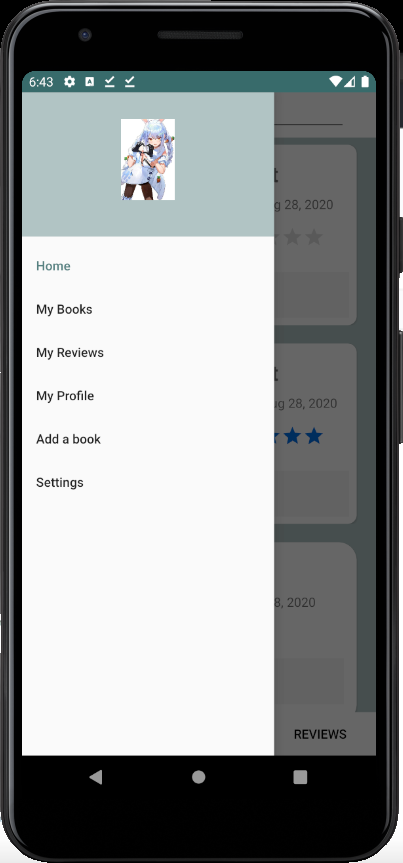 6:43
Home
My Books
My Reviews
My Profile
Add a book
Settings
t
g 28, 2020
t
g 28, 2020
8, 2020
REVIEWS